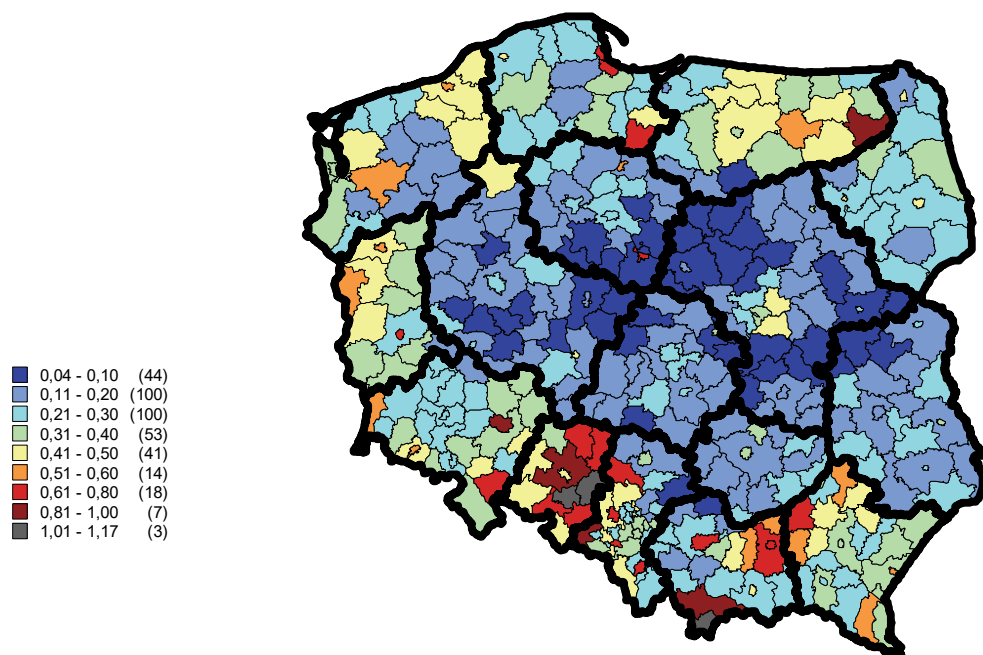 0,04 - 0,10 (44)
0,11 - 0,20 (100)
0,21 - 0,30 (100)
0,31 - 0,40 (53)
0,41 - 0,50 (41)
0,51 - 0,60 (14)
0,61 - 0,80 (18)
0,81 - 1,00 (7)
1,01 - 1,17 (3)